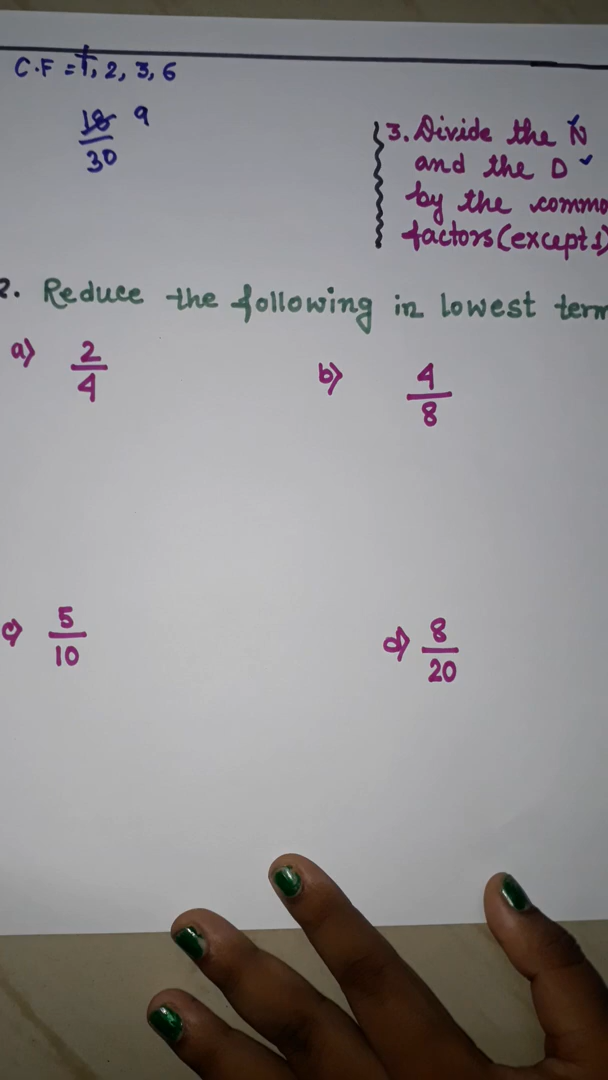 C.F = 1, 2, 3, 6
18 9
30
3. Divide the N
and the D
by the commo
factors (except 1)
2. Reduce the following in lowest term
a) 2/4
b) 4/8
c) 5/10
d) 8/20